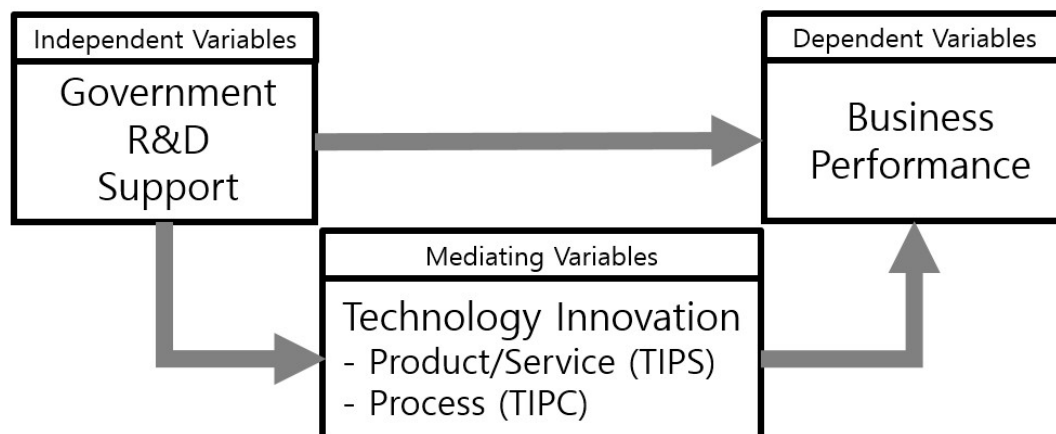 Independent Variables
Government
R&D
Support
Dependent Variables
Business
Performance
Mediating Variables
Technology Innovation
- Product/Service (TIPS)
- Process (TIPC)